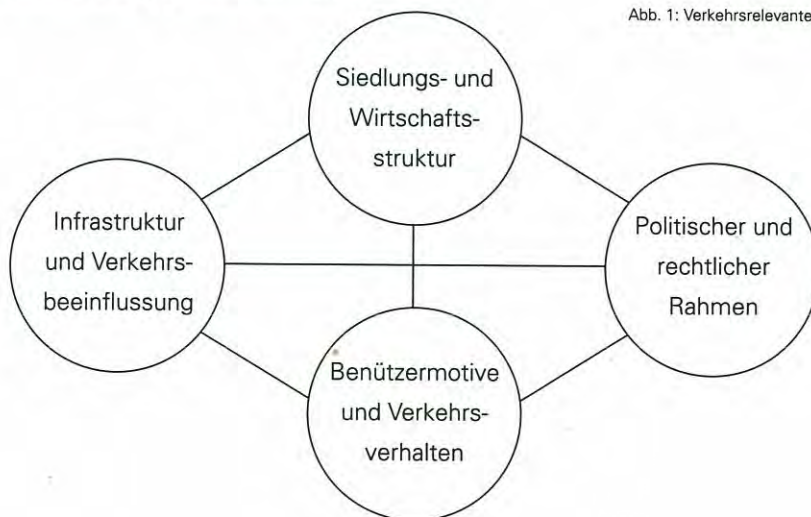 Abb. 1: Verkehrsrelevante
Siedlungs- und
Wirtschafts-
struktur
Infrastruktur
und Verkehrs-
beeinflussung
Politischer und
rechtlicher
Rahmen
Benützermotive
und Verkehrs-
verhalten